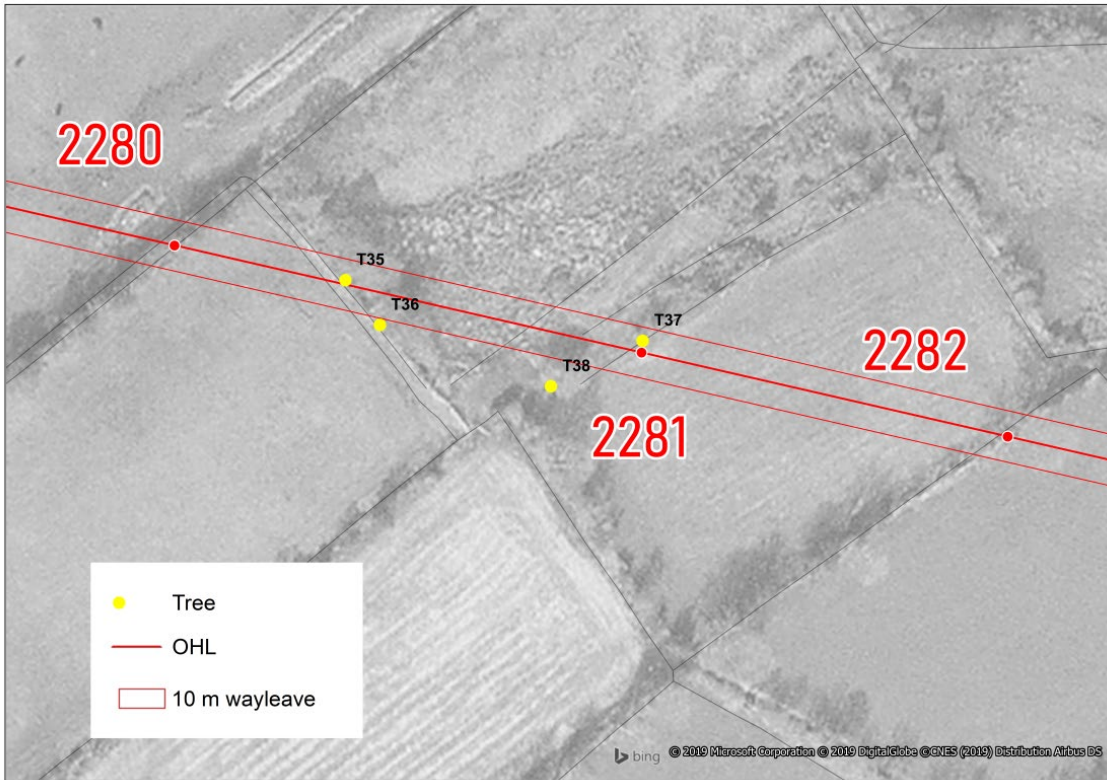 2280
T35
T36
T37
2282
T38
2281
Tree
OHL
10 m wayleave
bing © 2019 Microsoft Corporation © 2019 DigitalGlobe ©CNES (2019) Distribution Airbus DS